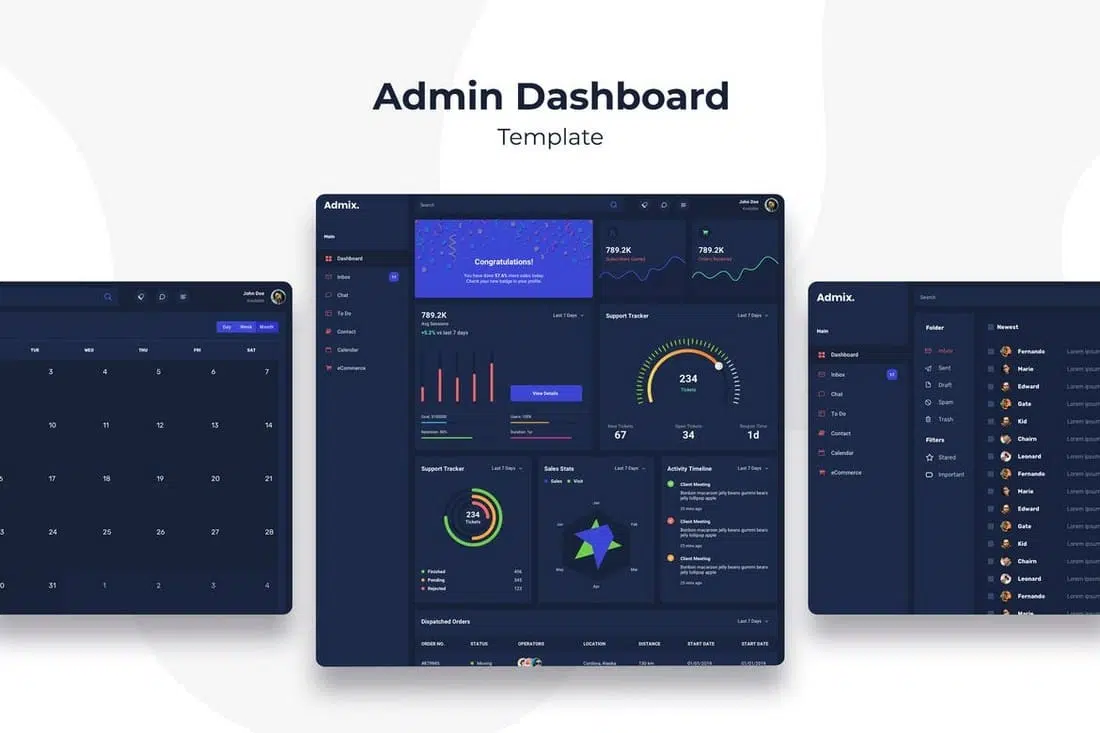 Admin Dashboard
Template
John Doe
Available
Day Week Month
TUE WED THU FRI SAT
3 4 5 6 7
10 11 12 13 14
17 18 19 20 21
24 25 26 27 28
31 1 2 3 4
Admix.
Search
John Doe
Available
Main
Dashboard
Inbox
Chat
To Do
Contact
Calendar
eCommerce
Congratulations!
You have done 57.6% more sales today.
Check your new badge in your profile.
789.2K
Subscribers Gained
789.2K
Orders Received
789.2K
Avg Sessions
+5.2% vs last 7 days
Last 7 Days
View Details
Goal: $100000
Users: 100%
Retention: 90%
Duration: 1yr
Support Tracker
Last 7 Days
234
Tickets
New Tickets
67
Open Tickets
34
Respon Time
1d
Support Tracker
Last 7 Days
234
Tickets
Finished 456
Pending 345
Rejected 123
Sales Stats
Last 7 Days
Sales Visit
Jan
Feb
Mar
Apr
May
Jun
Activity Timeline
Last 7 Days
Client Meeting
Bonbon macaroon jelly beans gummi bears
jelly lollipop apple
25 mins ago
Client Meeting
Bonbon macaroon jelly beans gummi bears
jelly lollipop apple
25 mins ago
Client Meeting
Bonbon macaroon jelly beans gummi bears
jelly lollipop apple
25 mins ago
Dispatched Orders
Last 7 Days
ORDER NO. STATUS OPERATORS LOCATION DISTANCE START DATE START DATE
Moving Cordova, Alaska 130 km 01/01/2019 01/01/2019
Admix.
Search
Main
Dashboard
Inbox
Chat
To Do
Contact
Calendar
eCommerce
Folder
Inbox
Sent
Draft
Spam
Trash
Filters
Stared
Important
Newest
Fernando Lorem ipsum
Marie Lorem ipsum
Edward Lorem ipsum
Gate Lorem ipsum
Kid Lorem ipsum
Chairn Lorem ipsum
Leonard Lorem ipsum
Fernando Lorem ipsum
Marie Lorem ipsum
Edward Lorem ipsum
Gate Lorem ipsum
Kid Lorem ipsum
Chairn Lorem ipsum
Leonard Lorem ipsum
Fernando Lorem ipsum
Marie Lorem ipsum